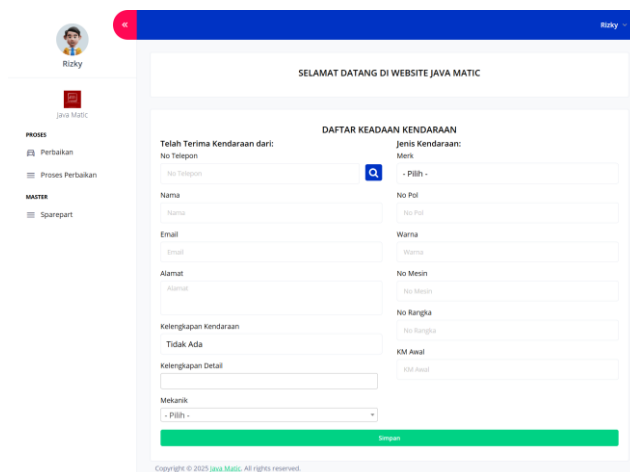 «
Rizky
Rizky
Java Matic
PROSES
Perbaikan
Proses Perbaikan
MASTER
Sparepart
SELAMAT DATANG DI WEBSITE JAVA MATIC
DAFTAR KEADAAN KENDARAAN
Telah Terima Kendaraan dari:
No Telepon
No Telepon
Nama
Nama
Email
Email
Alamat
Alamat
Kelengkapan Kendaraan
Tidak Ada
Kelengkapan Detail
Mekanik
- Pilih -
Jenis Kendaraan:
Merk
- Pilih -
No Pol
No Pol
Warna
Warna
No Mesin
No Mesin
No Rangka
No Rangka
KM Awal
KM Awal
Simpan
Copyright © 2025 Java Matic. All rights reserved.